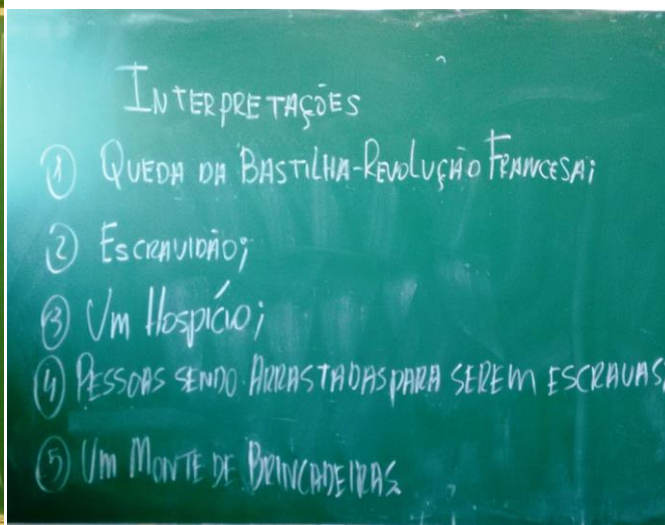 INTERPRETAÇÕES
① QUEDA DA BASTILHA-REVOLUÇÃO FRANCESA;
② ESCRAVIDÃO;
③ UM HOSPÍCIO;
④ PESSOAS SENDO ARRASTADAS PARA SEREM ESCRAVAS;
⑤ UM MONTE DE BRINCADEIRAS.